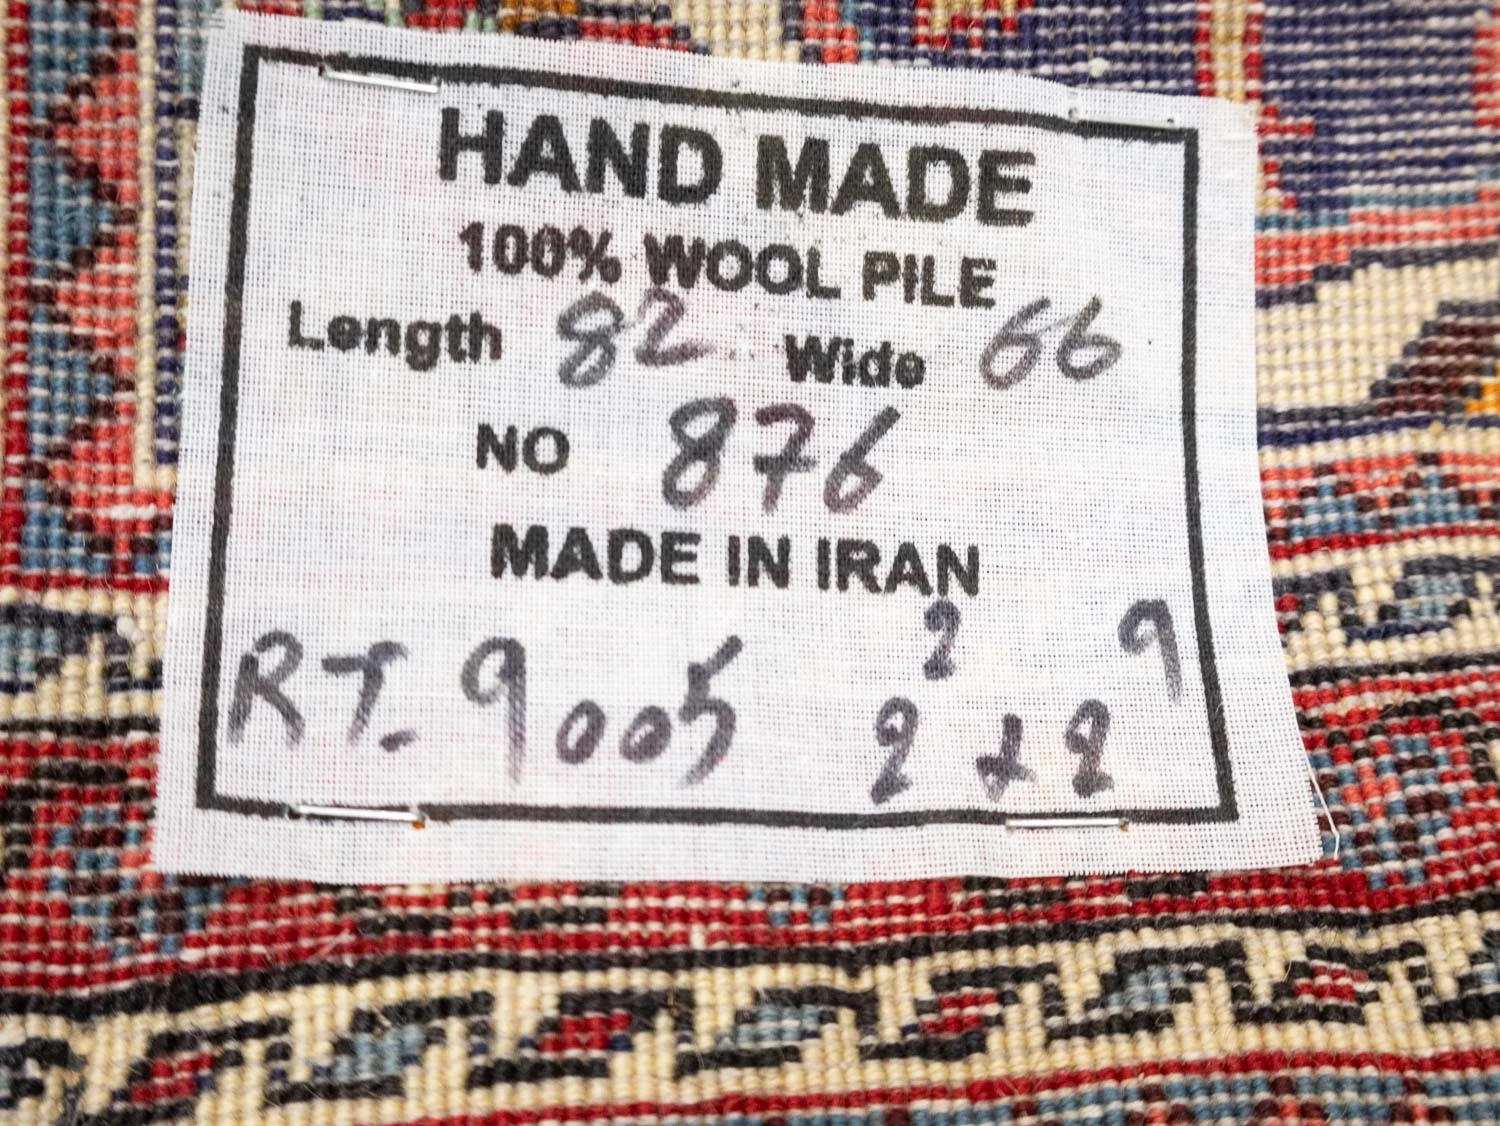 HAND MADE
100% WOOL PILE
Length 82 Wide 66
NO 876
MADE IN IRAN
RT. 9005
2 9
2 x 2